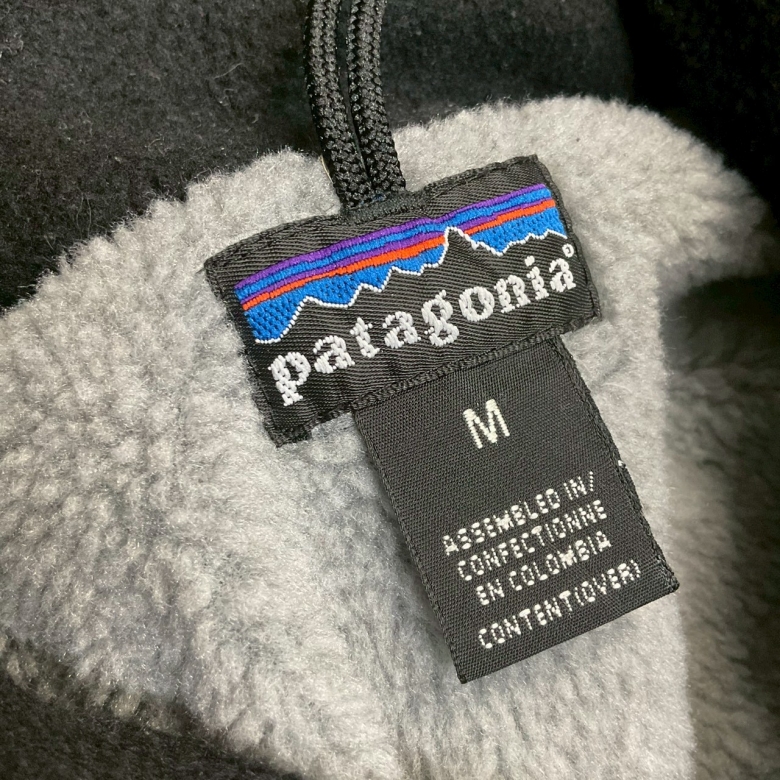 patagonia®
M
ASSEMBLED IN/
CONFECTIONNE
EN COLOMBIA
CONTENT(OVER)